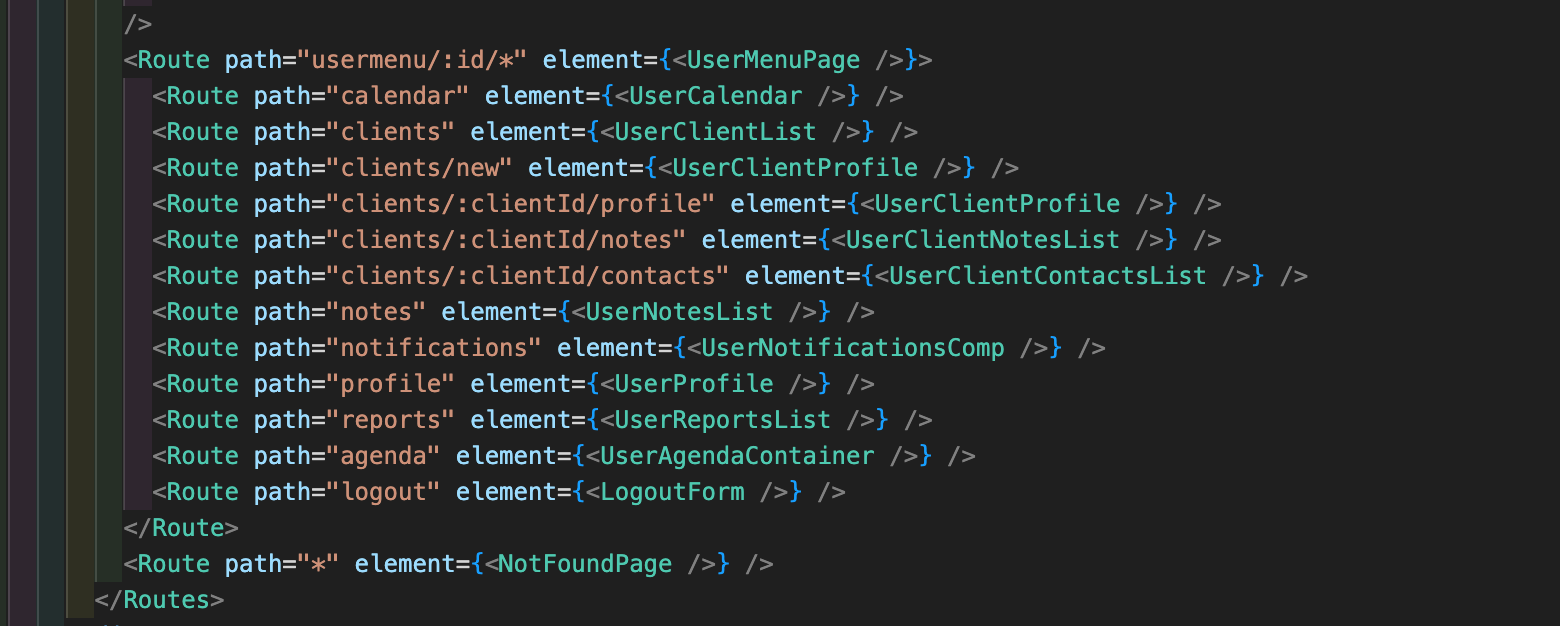 />
<Route path="usermenu/:id/*" element={<UserMenuPage />}>
<Route path="calendar" element={<UserCalendar />} />
<Route path="clients" element={<UserClientList />} />
<Route path="clients/new" element={<UserClientProfile />} />
<Route path="clients/:clientId/profile" element={<UserClientProfile />} />
<Route path="clients/:clientId/notes" element={<UserClientNotesList />} />
<Route path="clients/:clientId/contacts" element={<UserClientContactsList />} />
<Route path="notes" element={<UserNotesList />} />
<Route path="notifications" element={<UserNotificationsComp />} />
<Route path="profile" element={<UserProfile />} />
<Route path="reports" element={<UserReportsList />} />
<Route path="agenda" element={<UserAgendaContainer />} />
<Route path="logout" element={<LogoutForm />} />
</Route>
<Route path="*" element={<NotFoundPage />} />
</Routes>